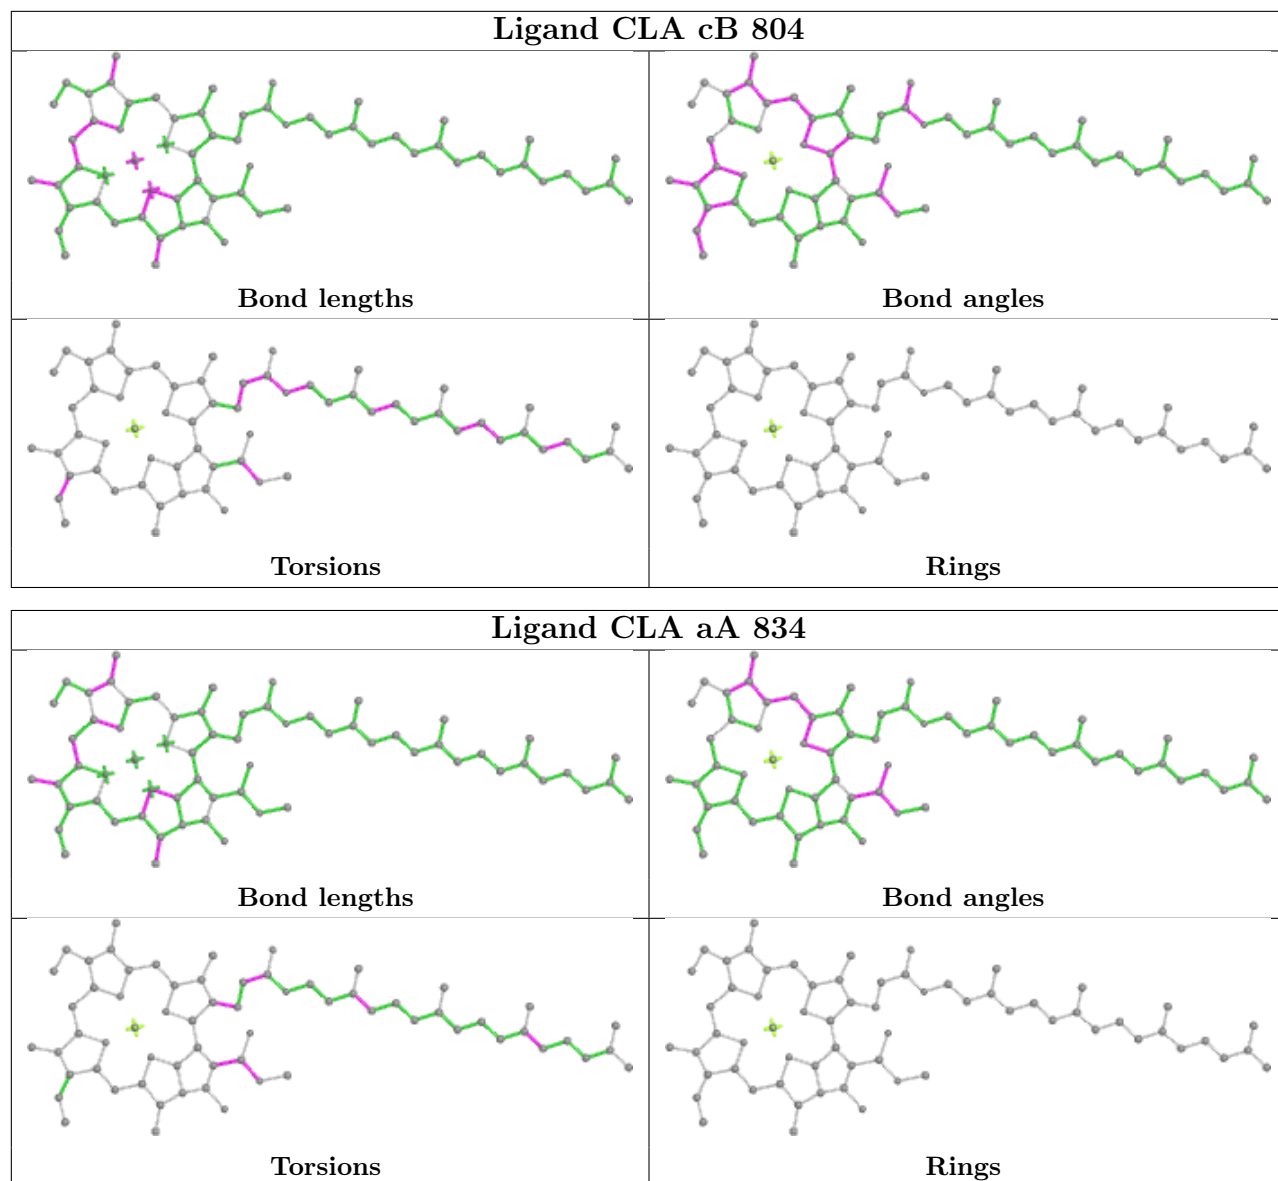 Ligand CLA cB 804
Bond lengths
Bond angles
Torsions
Rings
Ligand CLA aA 834
Bond lengths
Bond angles
Torsions
Rings